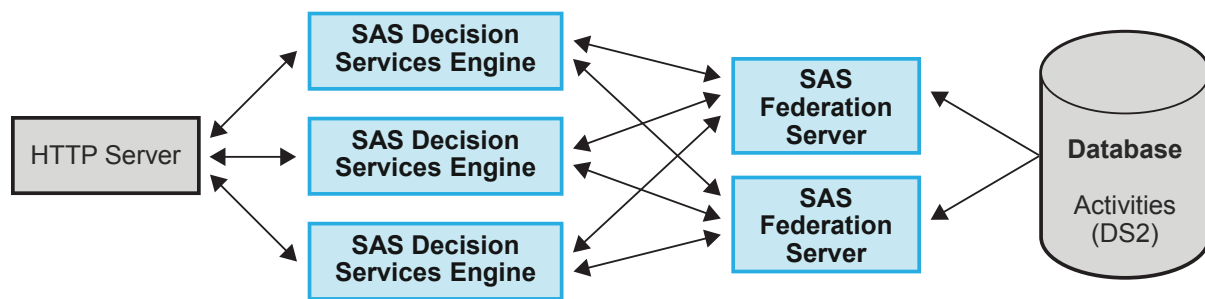 HTTP Server
SAS Decision
Services Engine
SAS Decision
Services Engine
SAS Decision
Services Engine
SAS
Federation
Server
SAS
Federation
Server
Database
Activities
(DS2)